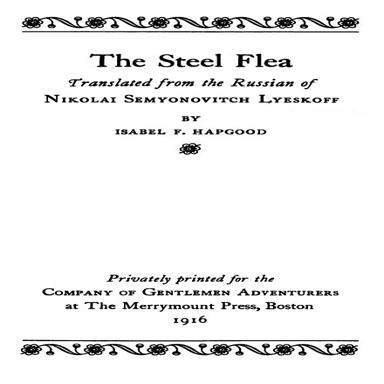 The Steel Flea
Translated from the Russian of
Nikolai Semyonovitch Lyeskoff
BY
ISABEL F. HAPGOOD
Privately printed for the
Company of Gentlemen Adventurers
at The Merrymount Press, Boston
1916